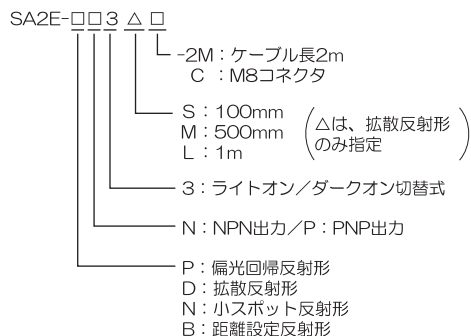 SA2E-□□3△□
-2M：ケーブル長2m
C：M8コネクタ
S：100mm
M：500mm
L：1m
△は、拡散反射形
のみ指定
3：ライトオン／ダークオン切替式
N：NPN出力／P：PNP出力
P：偏光回帰反射形
D：拡散反射形
N：小スポット反射形
B：距離設定反射形